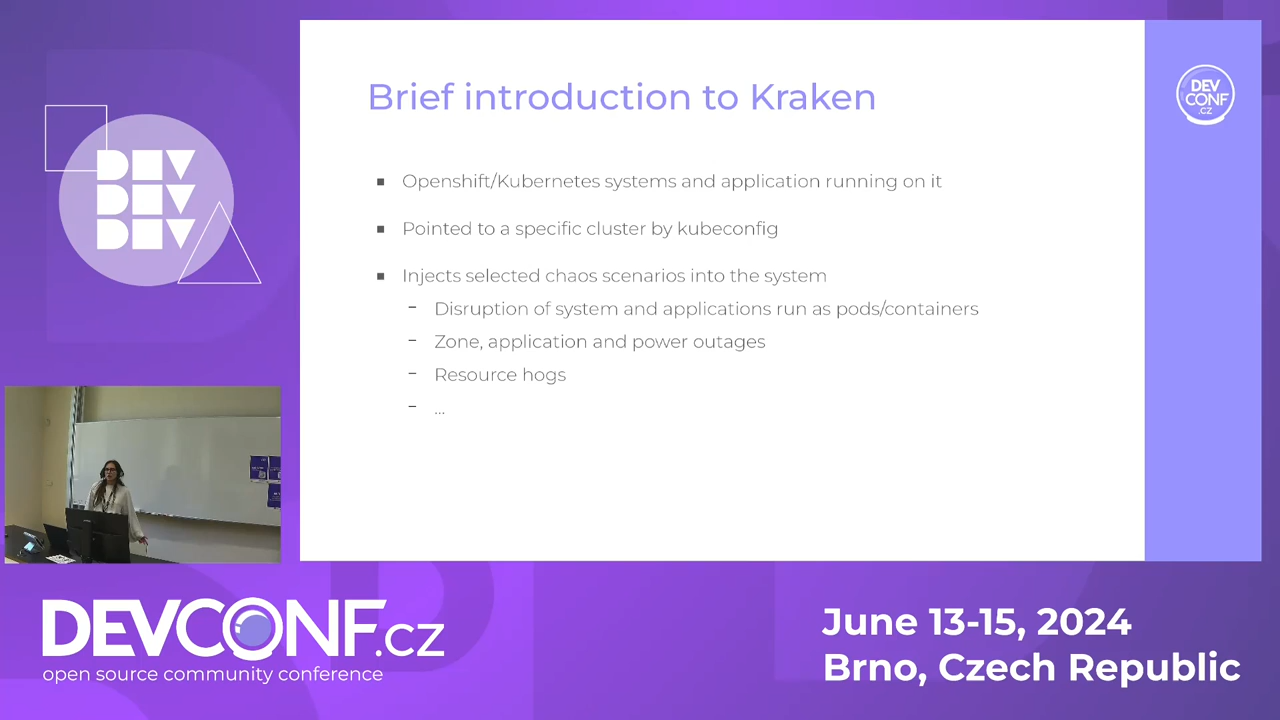 Brief introduction to Kraken
DEV
CONF
.CZ
Openshift/Kubernetes systems and application running on it
Pointed to a specific cluster by kubeconfig
Injects selected chaos scenarios into the system
Disruption of system and applications run as pods/containers
Zone, application and power outages
Resource hogs
...
DEV
DEV
DEV
DEVCONF.cz
open source community conference
June 13-15, 2024
Brno, Czech Republic